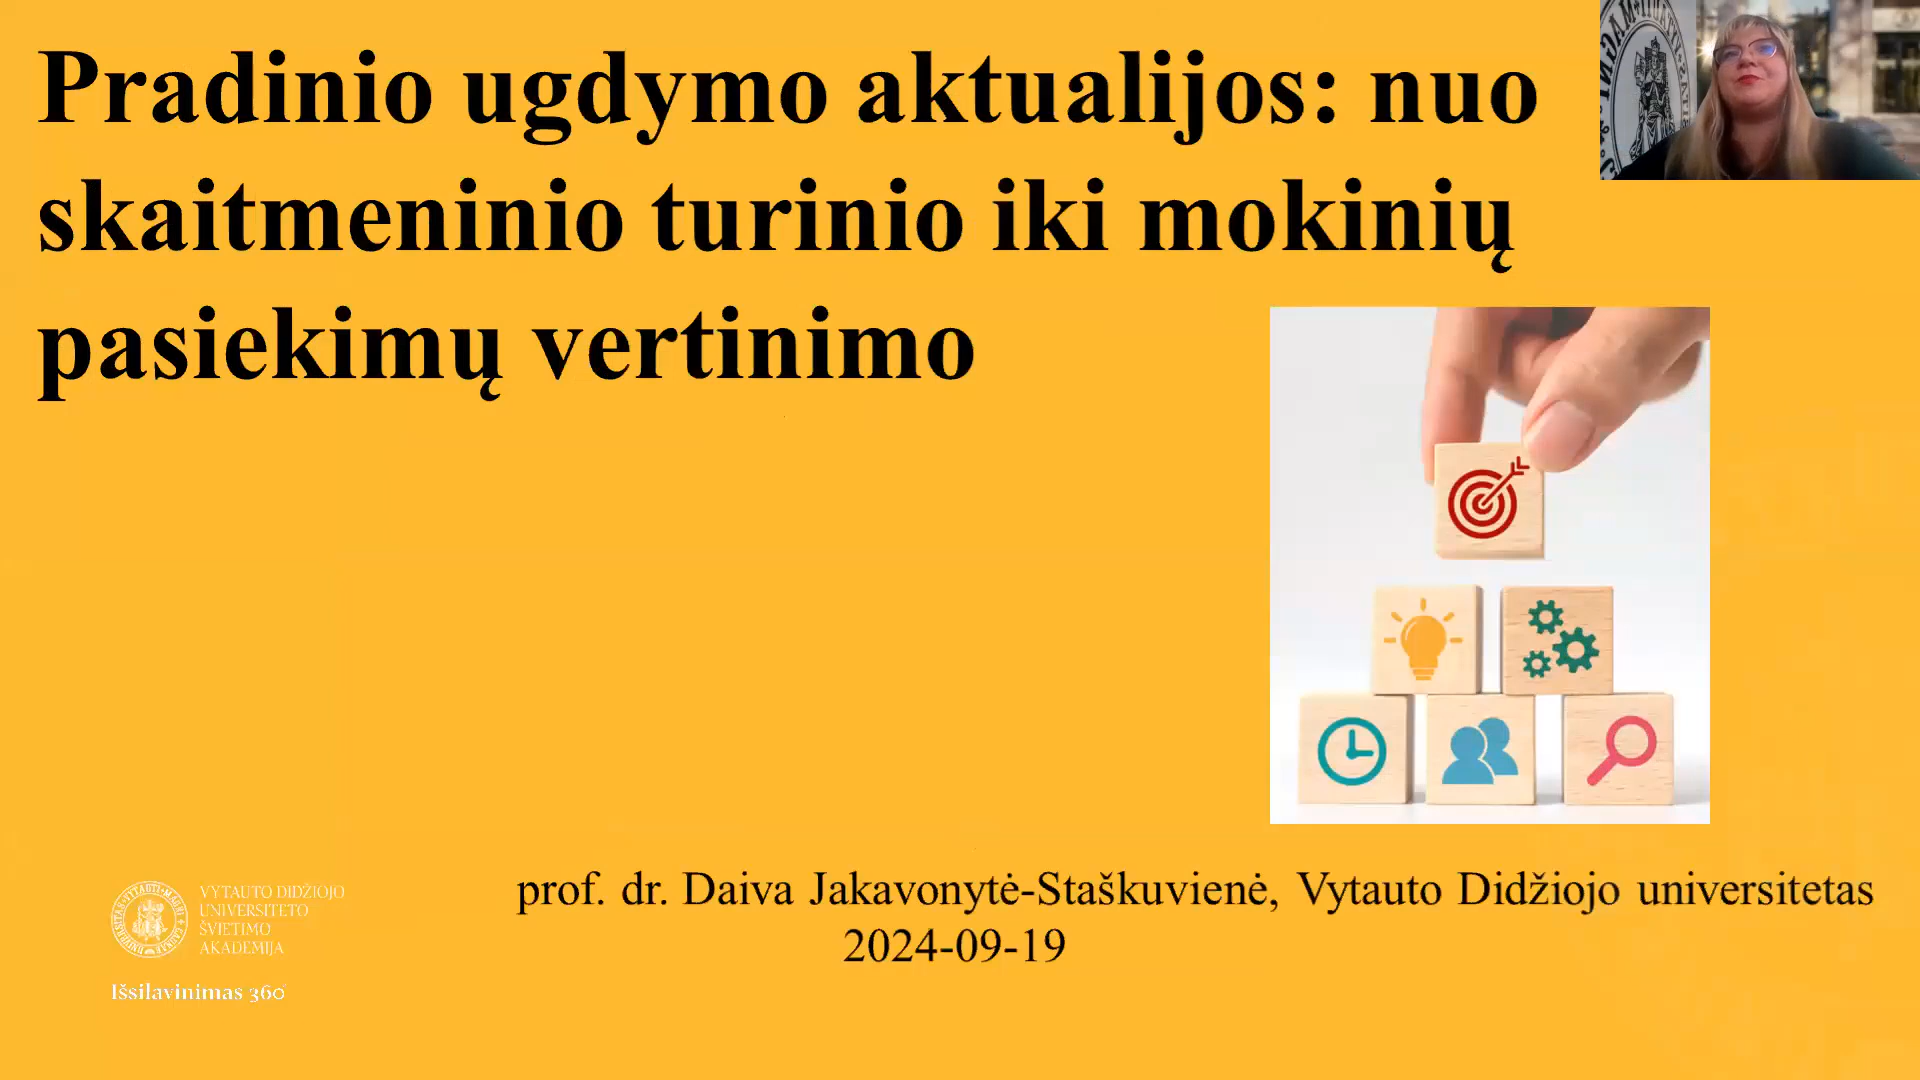 Pradinio ugdymo aktualijos: nuo
skaitmeninio turinio iki mokinių
pasiekimų vertinimo
prof. dr. Daiva Jakavonytė-Staškuvienė, Vytauto Didžiojo universitetas
2024-09-19
VYTAUTO DIDŽIOJO
UNIVERSITETO
ŠVIETIMO
AKADEMIJA
Išsilavinimas 360°